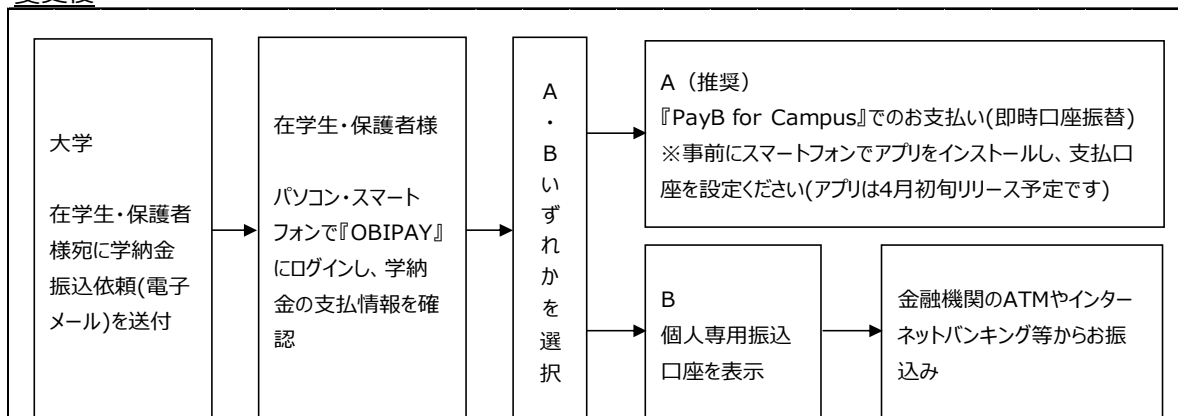 変更後
大学
在学生・保護者
様宛に学納金
振込依頼(電子
メール)を送付
在学生・保護者様
パソコン・スマート
フォンで『OBIPAY』
にログインし、学納
金の支払情報を確
認
A
・
B
い
ず
れ
か
を
選
択
A（推奨）
『PayB for Campus』でのお支払い(即時口座振替)
※事前にスマートフォンでアプリをインストールし、支払口
座を設定ください(アプリは4月初旬リリース予定です)
B
個人専用振込
口座を表示
金融機関のATMやインター
ネットバンキング等からお振
込み